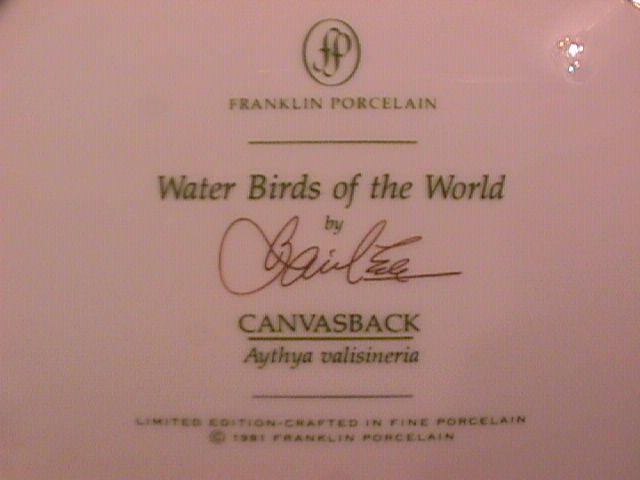 fp
FRANKLIN PORCELAIN
Water Birds of the World
by
CANVASBACK
Aythya valisineria
LIMITED EDITION-CRAFTED IN FINE PORCELAIN
© 1981 FRANKLIN PORCELAIN